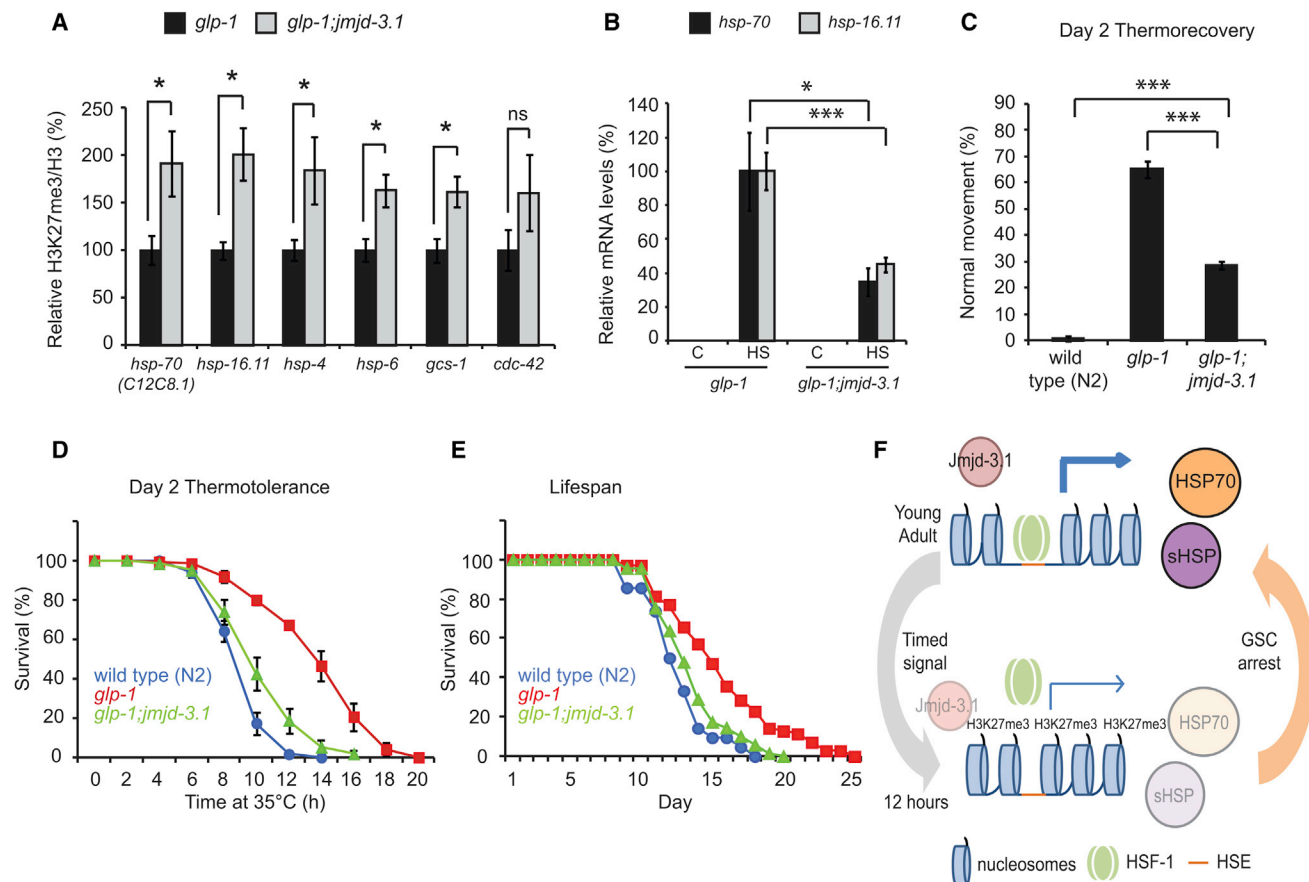 A
glp-1
glp-1;jmjd-3.1
Relative H3K27me3/H3 (%)
250
200
150
100
50
0
*
*
*
*
*
ns
hsp-70
(C12C8.1)
hsp-16.11
hsp-4
hsp-6
gcs-1
cdc-42
B
hsp-70
hsp-16.11
Relative mRNA levels (%)
140
120
100
80
60
40
20
0
*
***
C
HS
C
HS
glp-1
glp-1;jmjd-3.1
C
Day 2 Thermorecovery
Normal movement (%)
90
80
70
60
50
40
30
20
10
0
***
***
wild
type (N2)
glp-1
glp-1;
jmjd-3.1
D
Day 2 Thermotolerance
Survival (%)
100
80
60
40
20
0
wild type (N2)
glp-1
glp-1;jmjd-3.1
0 2 4 6 8 10 12 14 16 18 20
Time at 35°C (h)
E
Lifespan
Survival (%)
100
80
60
40
20
0
wild type (N2)
glp-1
glp-1;jmjd-3.1
1 5 10 15 20 25
Day
F
Jmjd-3.1
HSP70
Young
Adult
sHSP
Timed
signal
GSC
arrest
Jmjd-3.1
H3K27me3 H3K27me3 H3K27me3
HSP70
sHSP
12 hours
nucleosomes
HSF-1
HSE